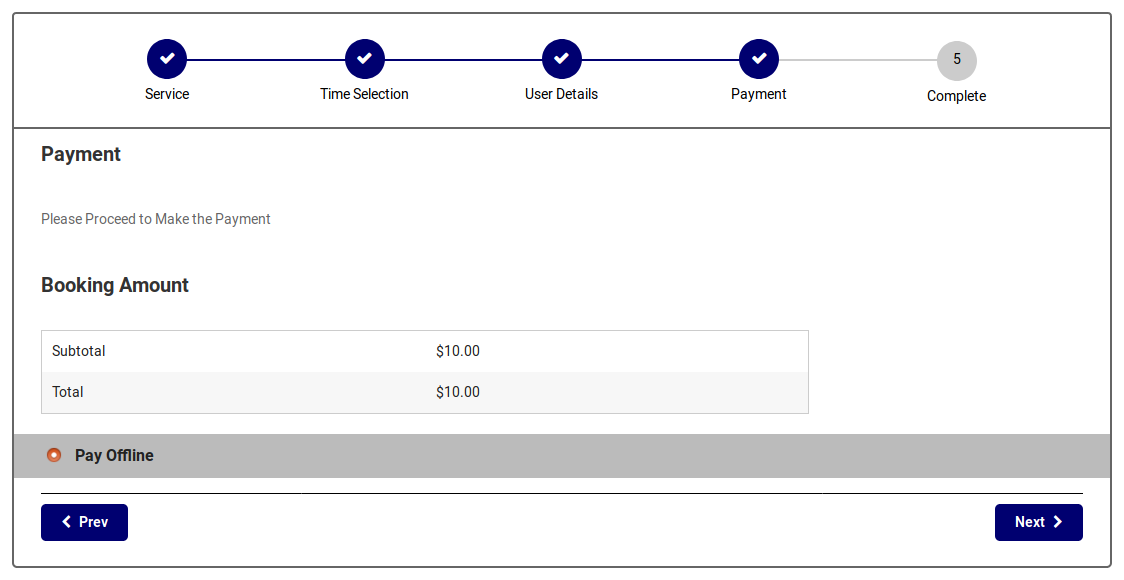 Service
Time Selection
User Details
Payment
5
Complete
Payment
Please Proceed to Make the Payment
Booking Amount
Subtotal $10.00
Total $10.00
Pay Offline
Prev Next